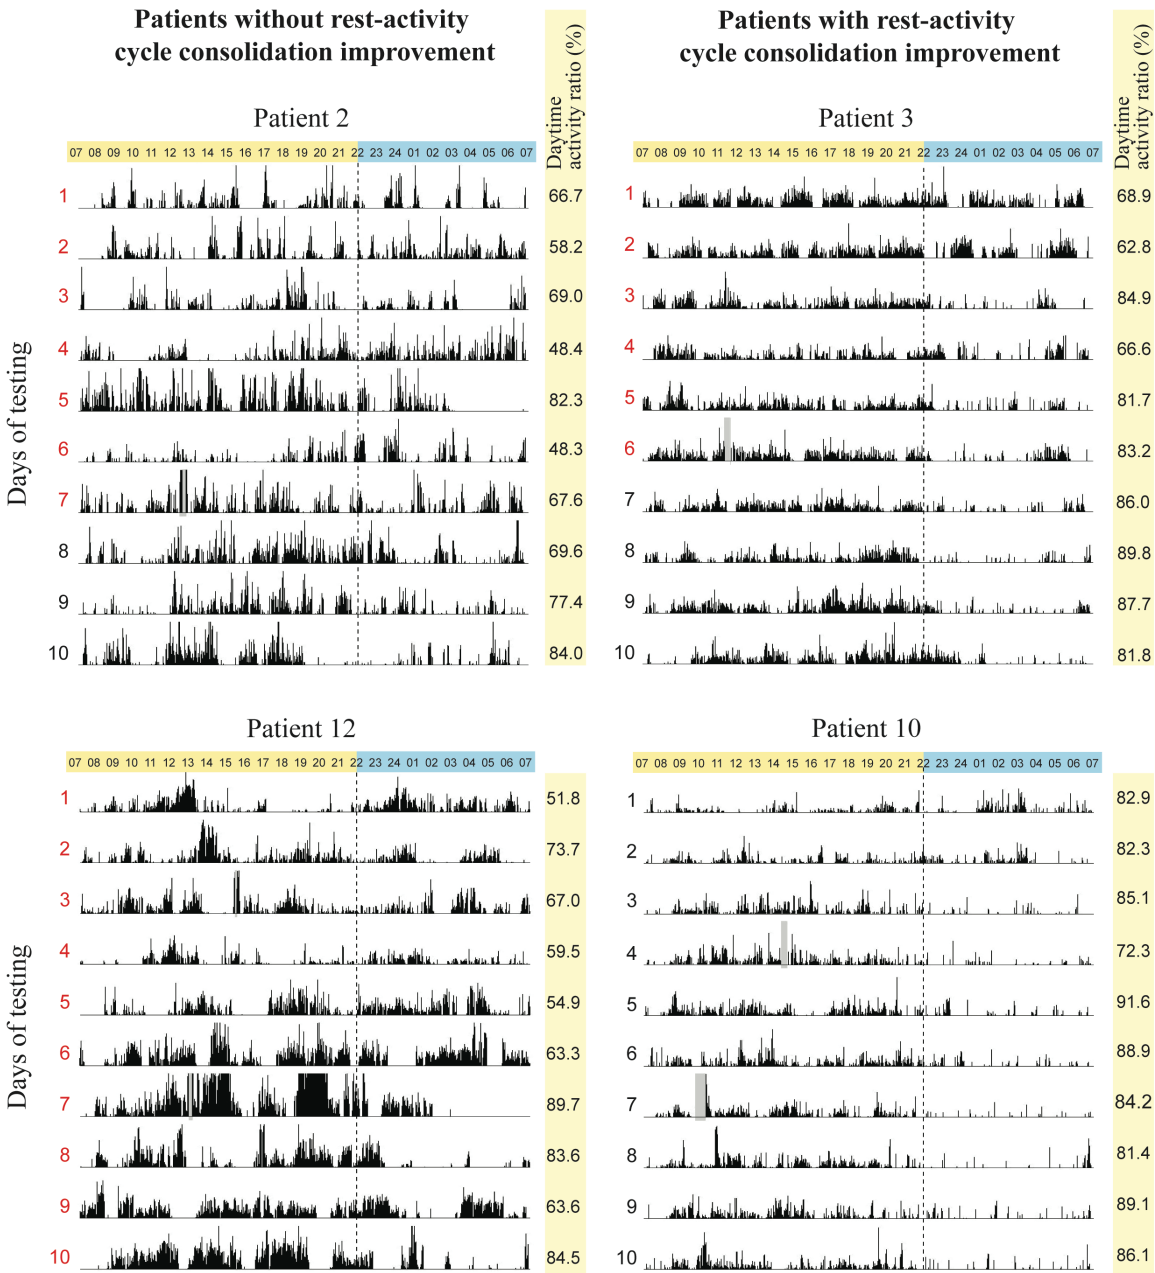 Patients without rest-activity
cycle consolidation improvement
Daytime
activity ratio (%)
Patients with rest-activity
cycle consolidation improvement
Daytime
activity ratio (%)
Patient 2
07 08 09 10 11 12 13 14 15 16 17 18 19 20 21 22 23 24 01 02 03 04 05 06 07
Days of testing
1 66.7
2 58.2
3 69.0
4 48.4
5 82.3
6 48.3
7 67.6
8 69.6
9 77.4
10 84.0
Patient 3
07 08 09 10 11 12 13 14 15 16 17 18 19 20 21 22 23 24 01 02 03 04 05 06 07
1 68.9
2 62.8
3 84.9
4 66.6
5 81.7
6 83.2
7 86.0
8 89.8
9 87.7
10 81.8
Patient 12
07 08 09 10 11 12 13 14 15 16 17 18 19 20 21 22 23 24 01 02 03 04 05 06 07
Days of testing
1 51.8
2 73.7
3 67.0
4 59.5
5 54.9
6 63.3
7 89.7
8 83.6
9 63.6
10 84.5
Patient 10
07 08 09 10 11 12 13 14 15 16 17 18 19 20 21 22 23 24 01 02 03 04 05 06 07
1 82.9
2 82.3
3 85.1
4 72.3
5 91.6
6 88.9
7 84.2
8 81.4
9 89.1
10 86.1